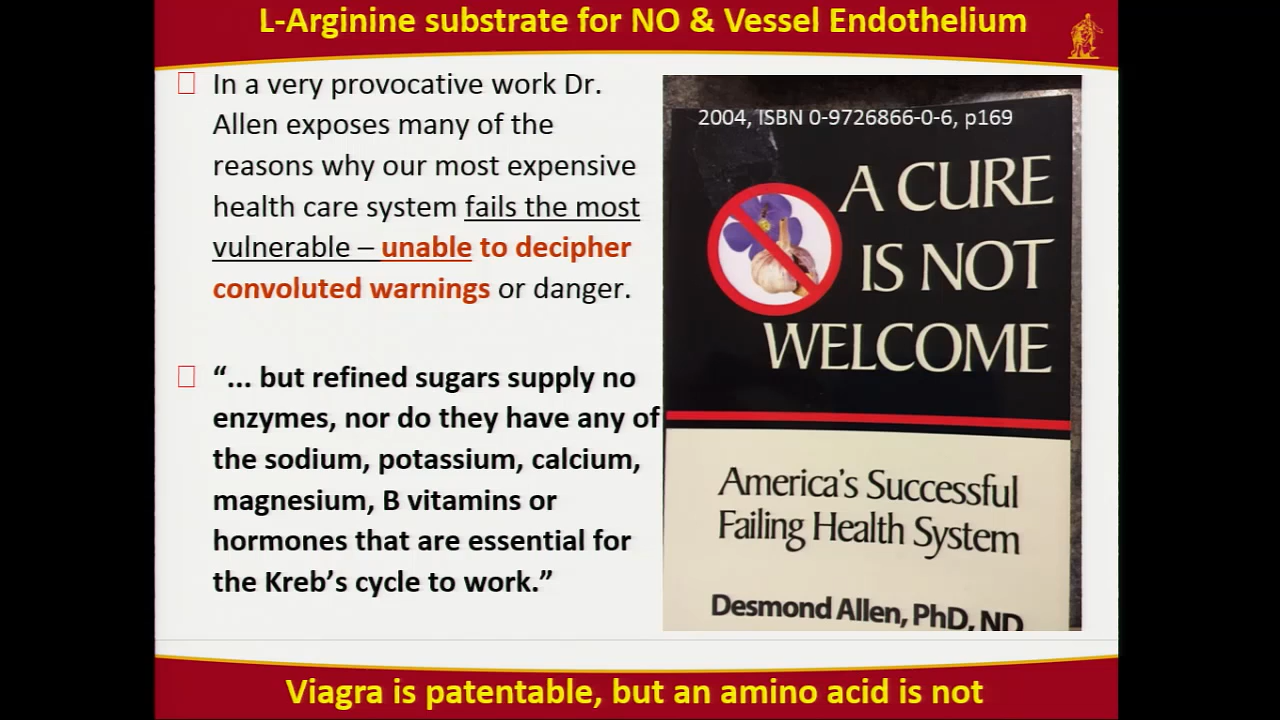 L-Arginine substrate for NO & Vessel Endothelium
In a very provocative work Dr.
Allen exposes many of the
reasons why our most expensive
health care system fails the most
vulnerable – unable to decipher
convoluted warnings or danger.
“... but refined sugars supply no
enzymes, nor do they have any of
the sodium, potassium, calcium,
magnesium, B vitamins or
hormones that are essential for
the Kreb’s cycle to work.”
2004, ISBN 0-9726866-0-6, p169
A CURE
IS NOT
WELCOME
America’s Successful
Failing Health System
Desmond Allen, PhD, ND
Viagra is patentable, but an amino acid is not